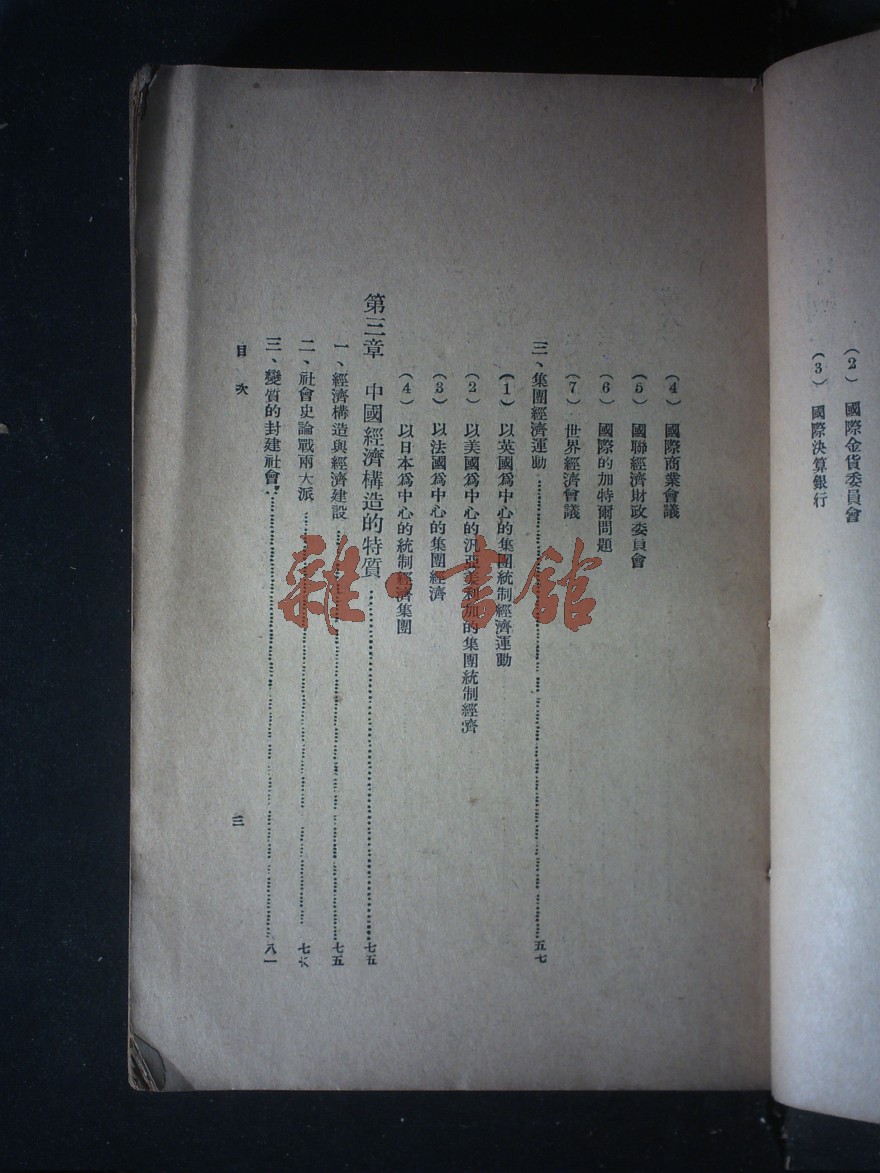 (2) 國際金貨委員會
(3) 國際決算銀行
(4) 國際商業會議
(5) 國聯經濟財政委員會
(6) 國際的加特爾問題
(7) 世界經濟會議
三、集團經濟運動……五七
(1) 以英國爲中心的集團統制經濟運動
(2) 以美國爲中心的汎亞美利加的集團統制經濟
(3) 以法國爲中心的集團經濟
(4) 以日本爲中心的統制經濟集團
第三章 中國經濟構造的特質……七五
一、經濟構造與經濟建設……七五
二、社會史論戰兩大派……七六
三、變質的封建社會……八一
目次 三
雜·書館